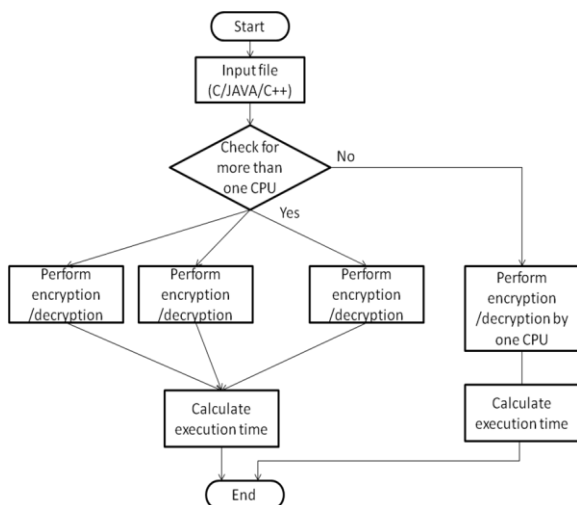 Start
Input file
(C/JAVA/C++)
Check for
more than
one CPU
No
Yes
Perform
encryption
/decryption
Perform
encryption
/decryption
Perform
encryption
/decryption
Perform
encryption
/decryption by
one CPU
Calculate
execution time
Calculate
execution time
End